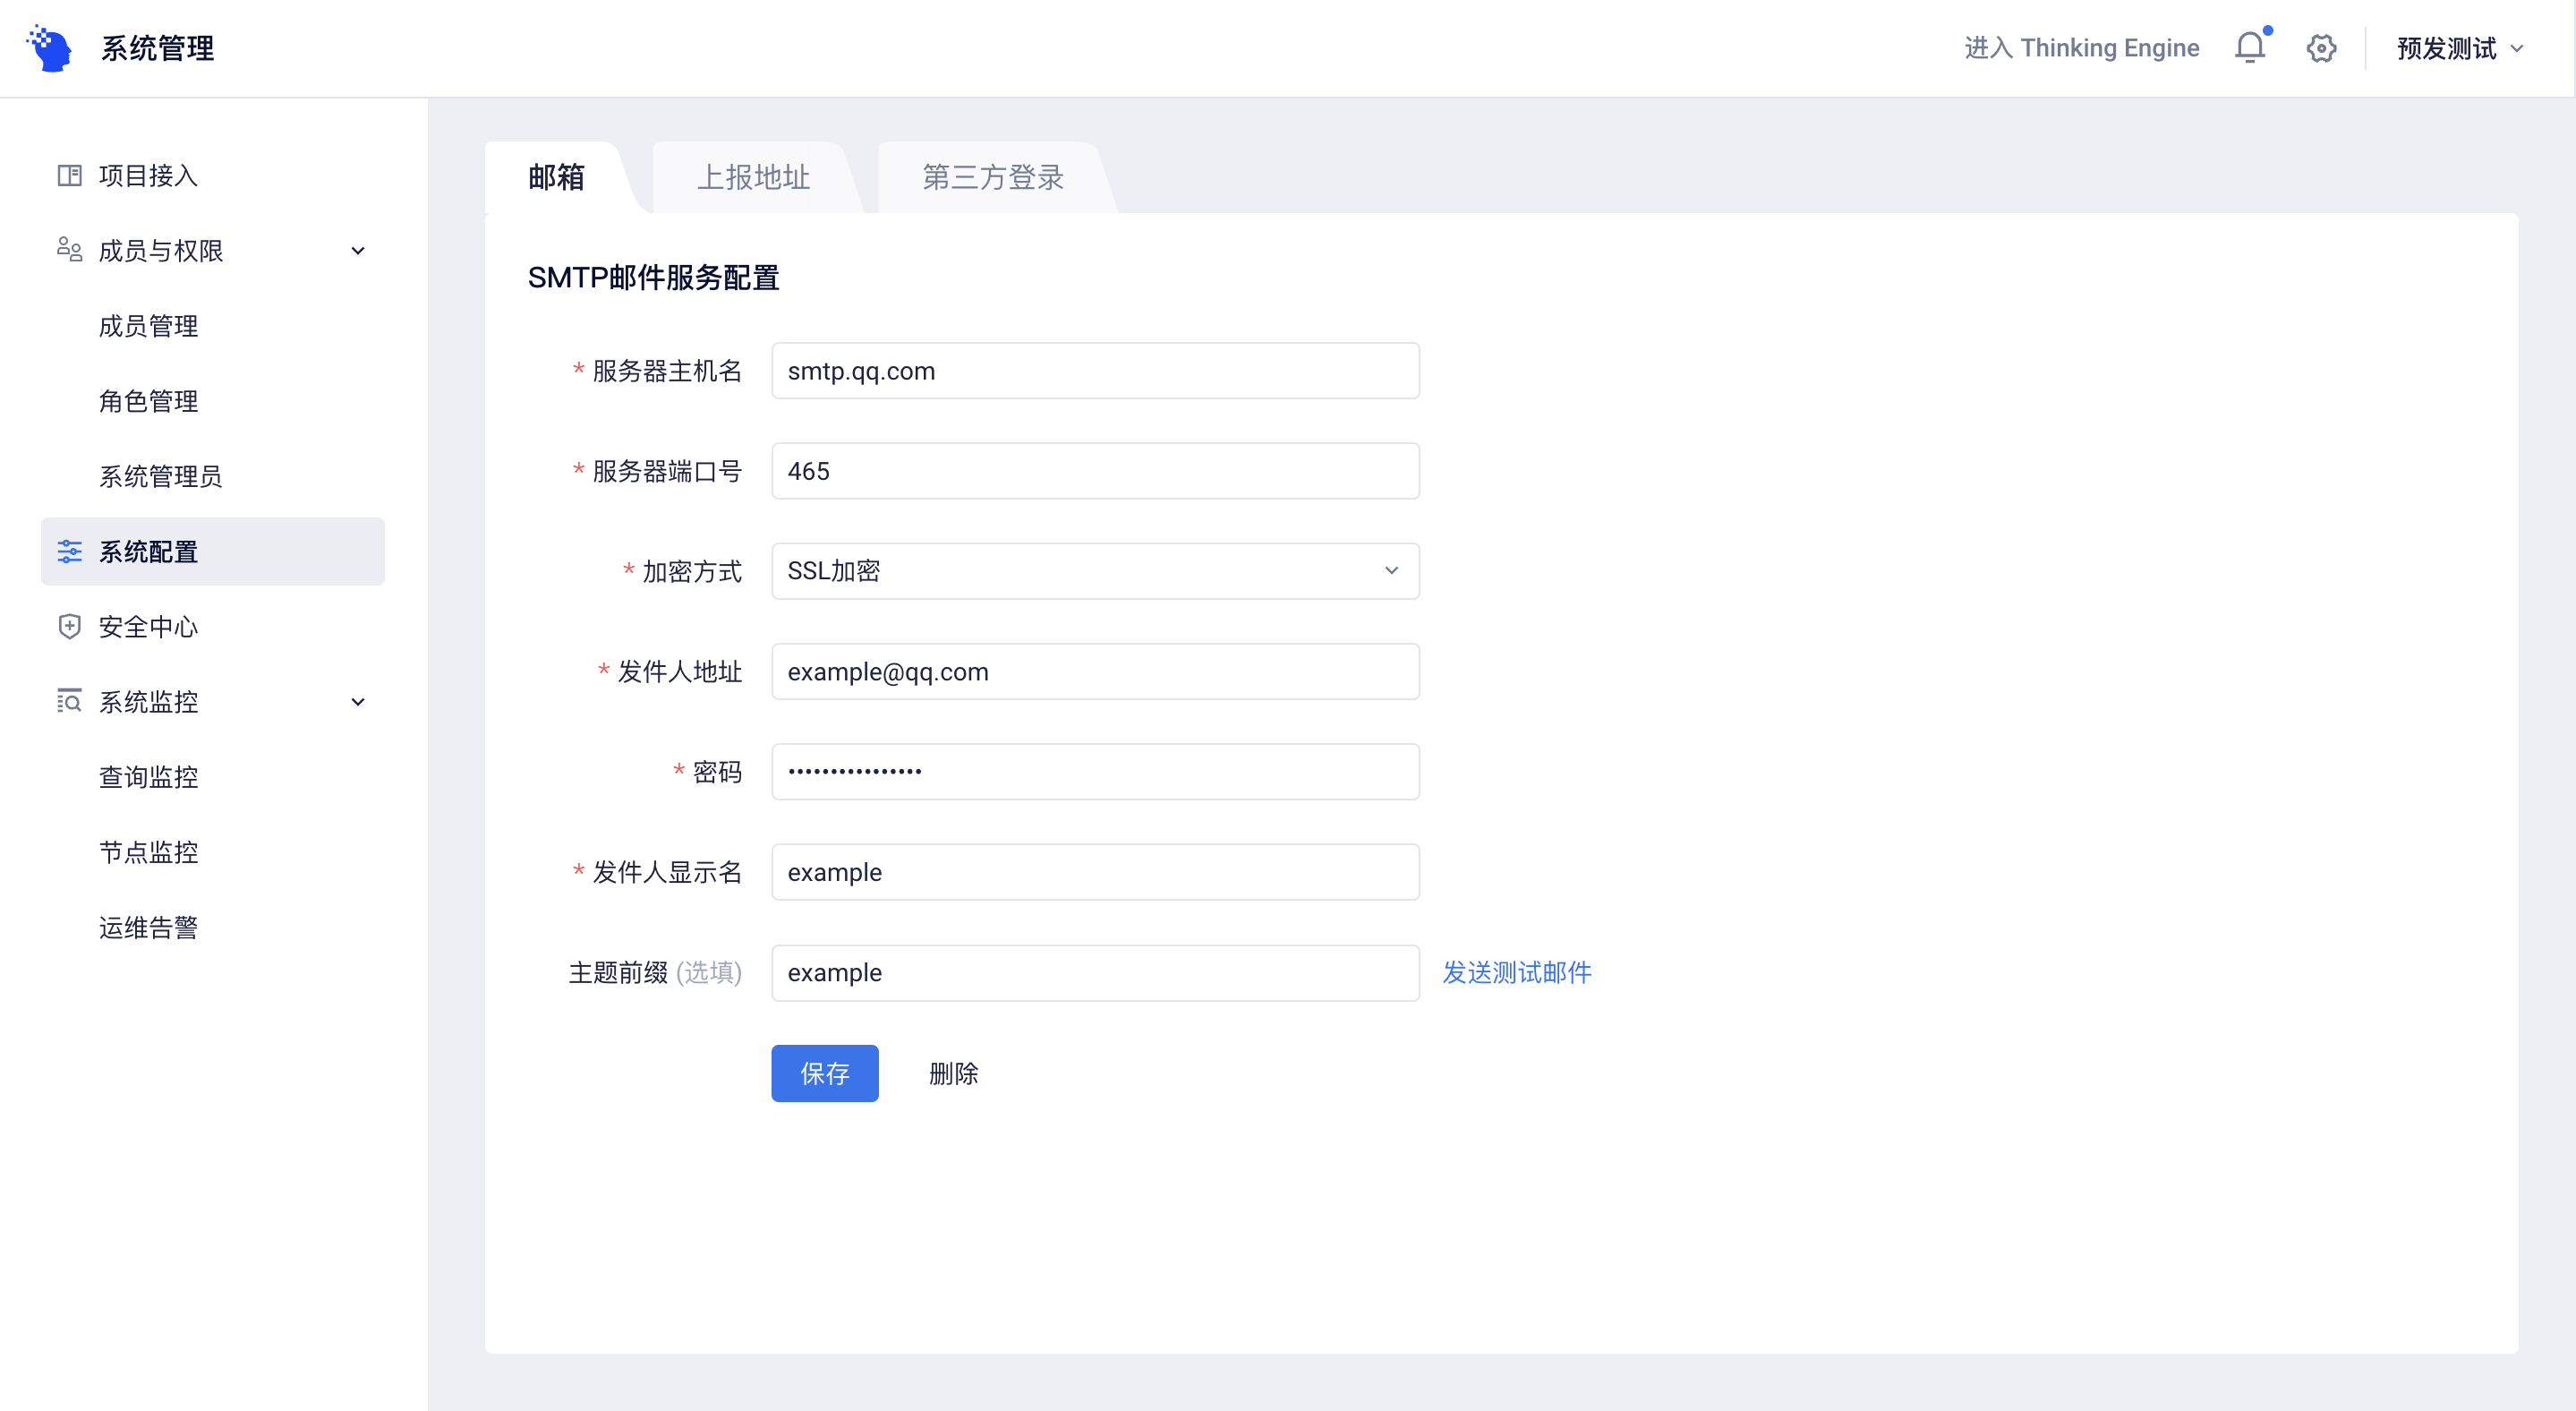 系统管理
进入 Thinking Engine
预发测试
项目接入
成员与权限
成员管理
角色管理
系统管理员
系统配置
安全中心
系统监控
查询监控
节点监控
运维告警
邮箱
上报地址
第三方登录
SMTP邮件服务配置
* 服务器主机名 smtp.qq.com
* 服务器端口号 465
* 加密方式 SSL加密
* 发件人地址 example@qq.com
* 密码 ••••••••••••••••
* 发件人显示名 example
主题前缀 (选填) example 发送测试邮件
保存 删除